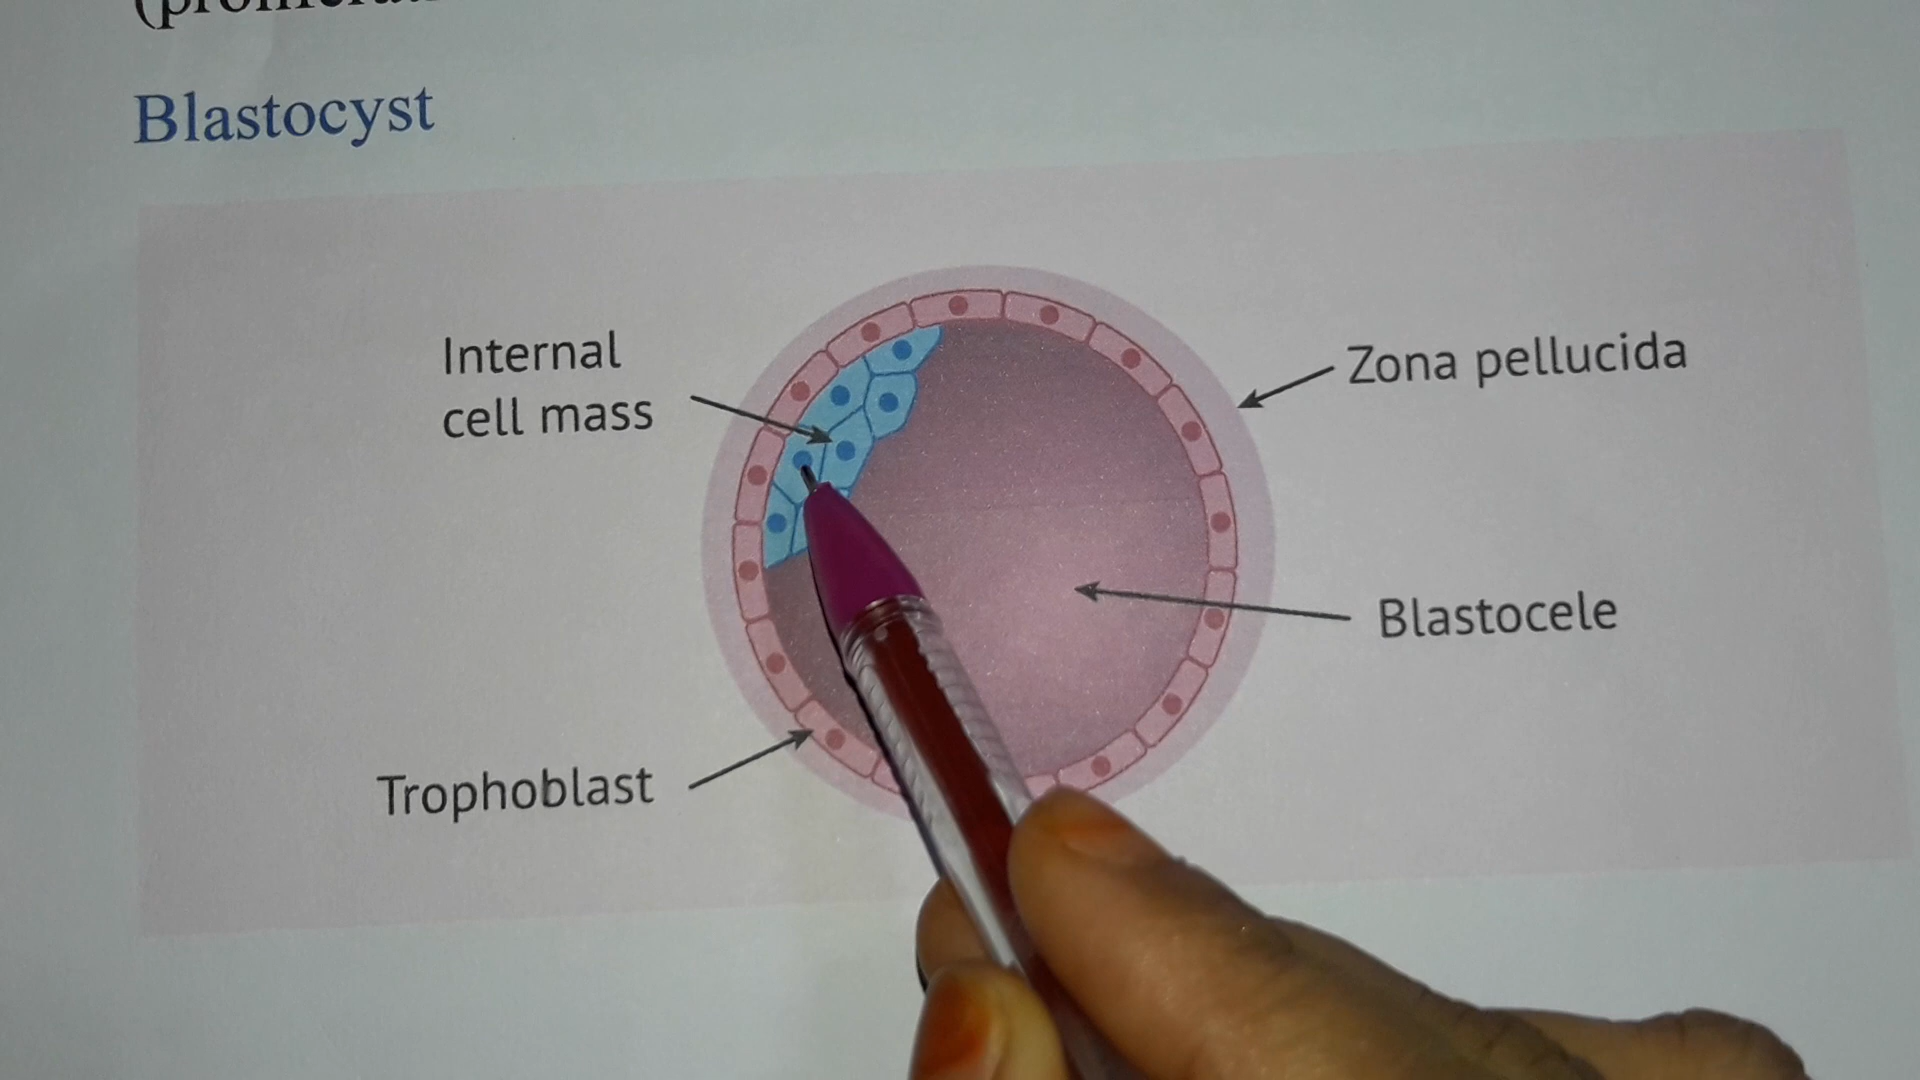 Blastocyst
Internal
cell mass
Zona pellucida
Blastocele
Trophoblast